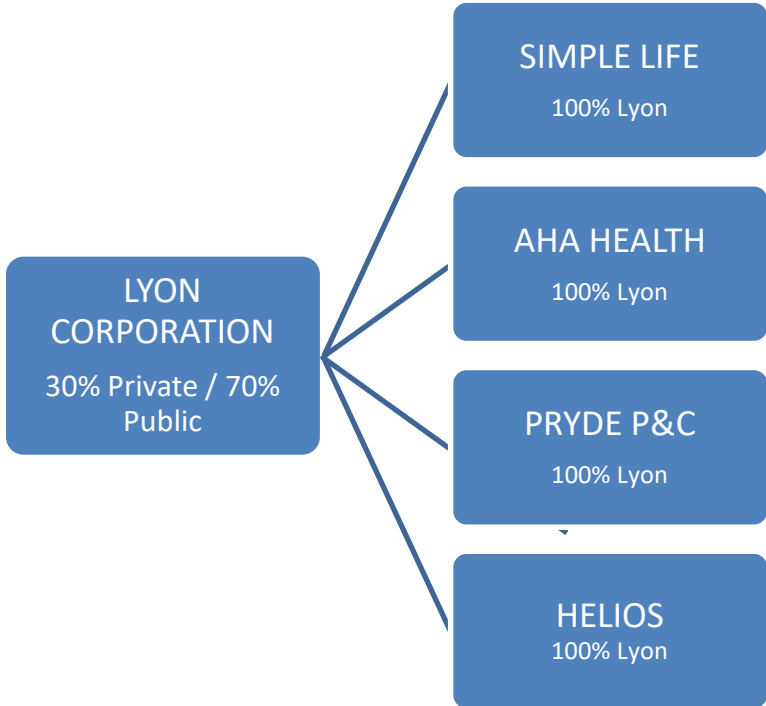 LYON
CORPORATION
30% Private / 70%
Public
SIMPLE LIFE
100% Lyon
AHA HEALTH
100% Lyon
PRYDE P&C
100% Lyon
HELIOS
100% Lyon